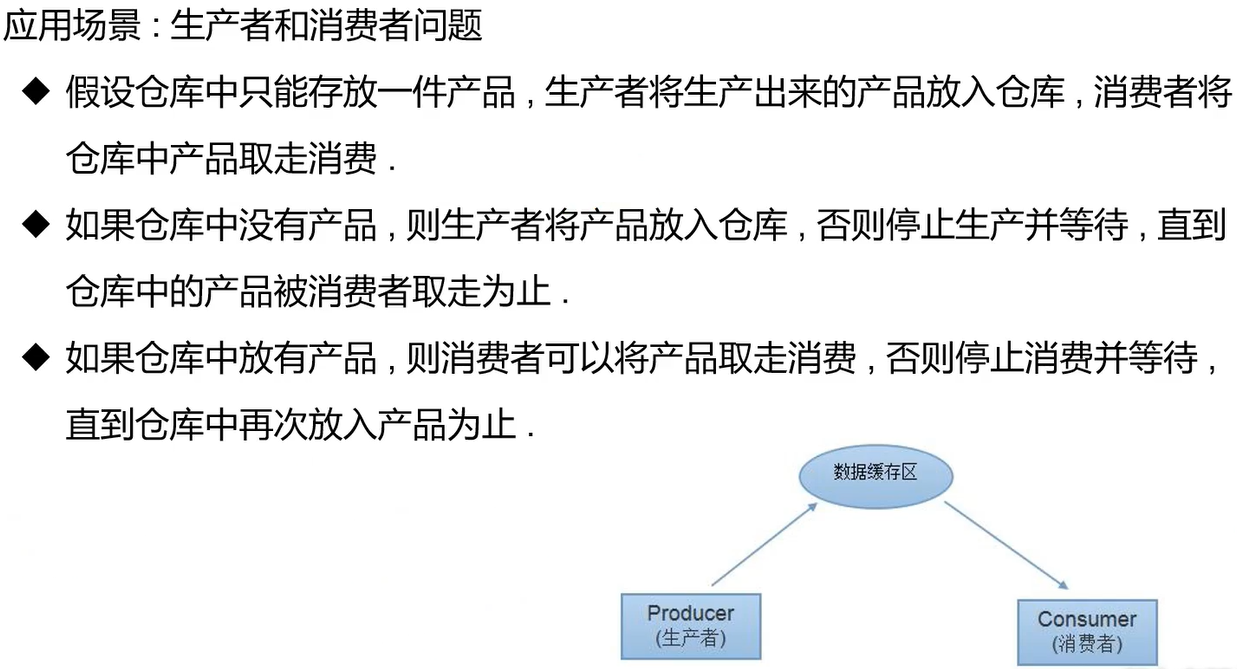 应用场景 : 生产者和消费者问题
◆ 假设仓库中只能存放一件产品 , 生产者将生产出来的产品放入仓库 , 消费者将
仓库中产品取走消费 .
◆ 如果仓库中没有产品 , 则生产者将产品放入仓库 , 否则停止生产并等待 , 直到
仓库中的产品被消费者取走为止 .
◆ 如果仓库中放有产品 , 则消费者可以将产品取走消费 , 否则停止消费并等待 ,
直到仓库中再次放入产品为止 .
数据缓存区
Producer
(生产者)
Consumer
(消费者)